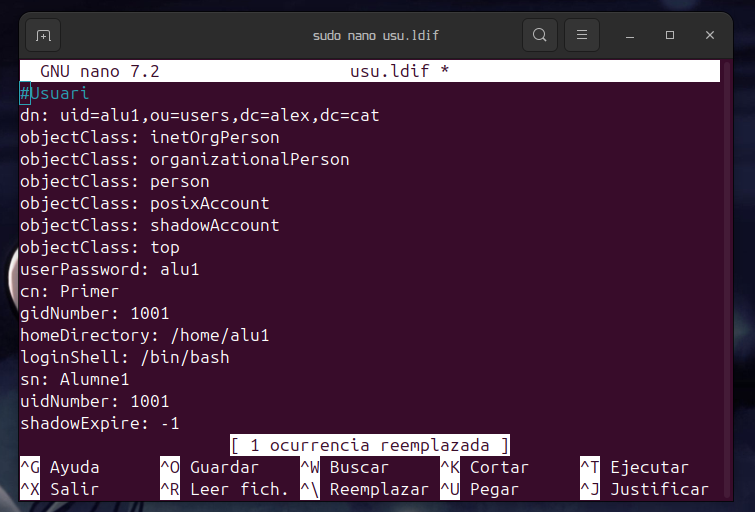 sudo nano usu.ldif
GNU nano 7.2 usu.ldif *
#Usuari
dn: uid=alu1,ou=users,dc=alex,dc=cat
objectClass: inetOrgPerson
objectClass: organizationalPerson
objectClass: person
objectClass: posixAccount
objectClass: shadowAccount
objectClass: top
userPassword: alu1
cn: Primer
gidNumber: 1001
homeDirectory: /home/alu1
loginShell: /bin/bash
sn: Alumne1
uidNumber: 1001
shadowExpire: -1
[ 1 ocurrencia reemplazada ]
^G Ayuda ^O Guardar ^W Buscar ^K Cortar ^T Ejecutar
^X Salir ^R Leer fich. ^\ Reemplazar ^U Pegar ^J Justificar